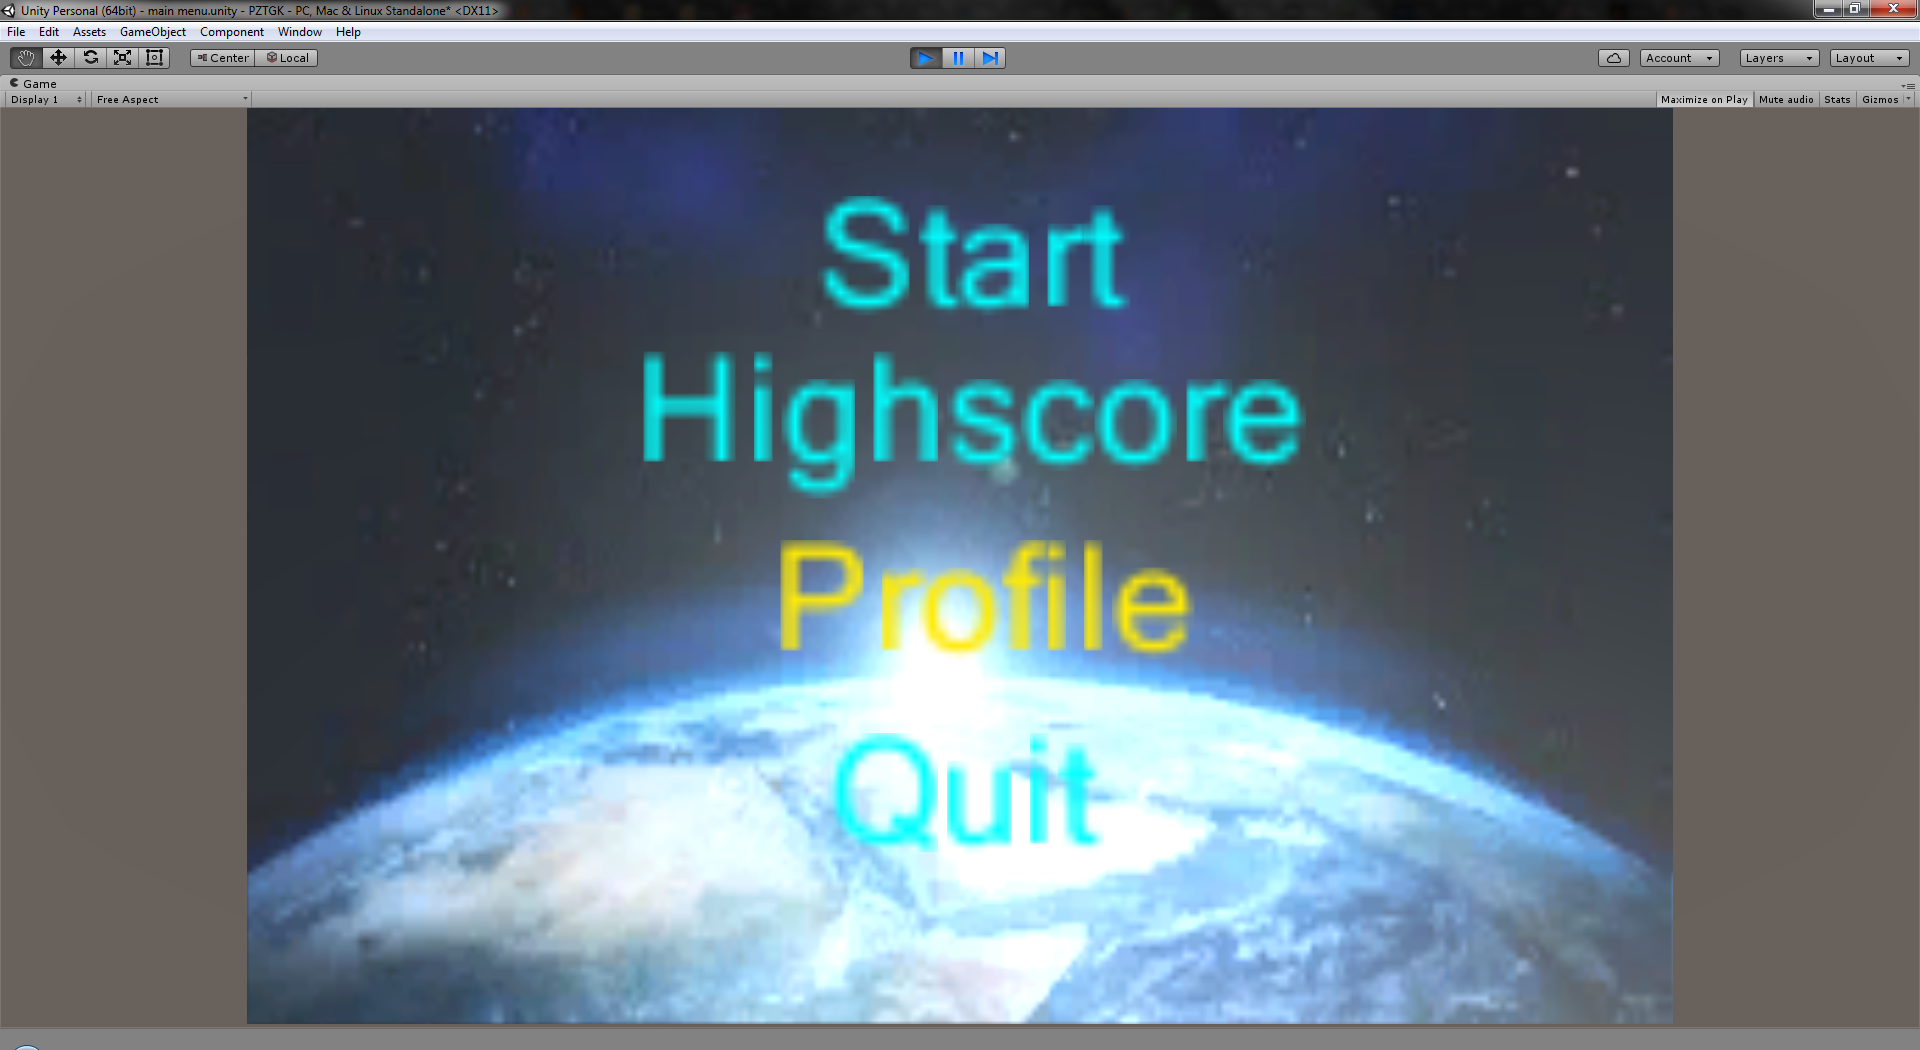 Unity Personal (64bit) - main menu.unity - PZTGK - PC, Mac & Linux Standalone* <DX11>
File Edit Assets GameObject Component Window Help
Center Local Account Layers Layout
Game
Display 1 Free Aspect Maximize on Play Mute audio Stats Gizmos
Start
Highscore
Profile
Quit